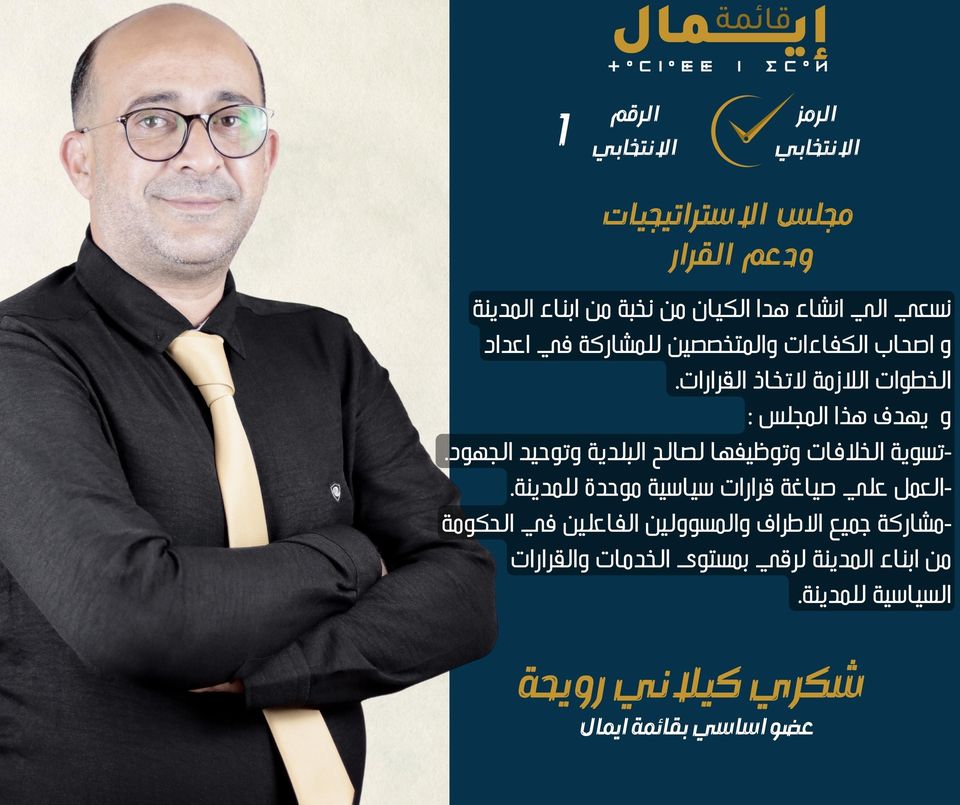 قائمة
إيمال
ⵜⴰⵎⵏⴰⵟⵟ ⵏ ⵉⵎⴰⵍ
الرمز
الانتخابي
الرقم
الانتخابي
1
مجلس الاستراتيجيات
ودعم القرار
نسعي الي انشاء هدا الكيان من نخبة من ابناء المدينة
و اصحاب الكفاءات والمتخصصين للمشاركة في اعداد
الخطوات اللازمة لاتخاذ القرارات.
و يهدف هذا المجلس :
-تسوية الخلافات وتوظيفها لصالح البلدية وتوحيد الجهود.
-العمل علي صياغة قرارات سياسية موحدة للمدينة.
-مشاركة جميع الاطراف والمسوولين الفاعلين في الحكومة
من ابناء المدينة لرقي بمستوى الخدمات والقرارات
السياسية للمدينة.
شكري كيلاني رويحة
عضو اساسي بقائمة ايمال